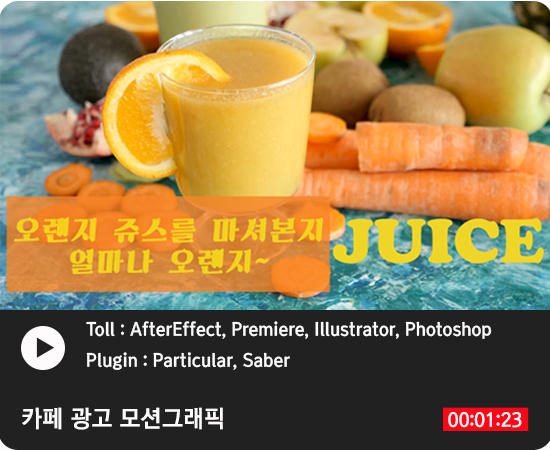 오렌지 쥬스를 마셔본지
얼마나 오렌지~
JUICE
Toll : AfterEffect, Premiere, Illustrator, Photoshop
Plugin : Particular, Saber
카페 광고 모션그래픽
00:01:23